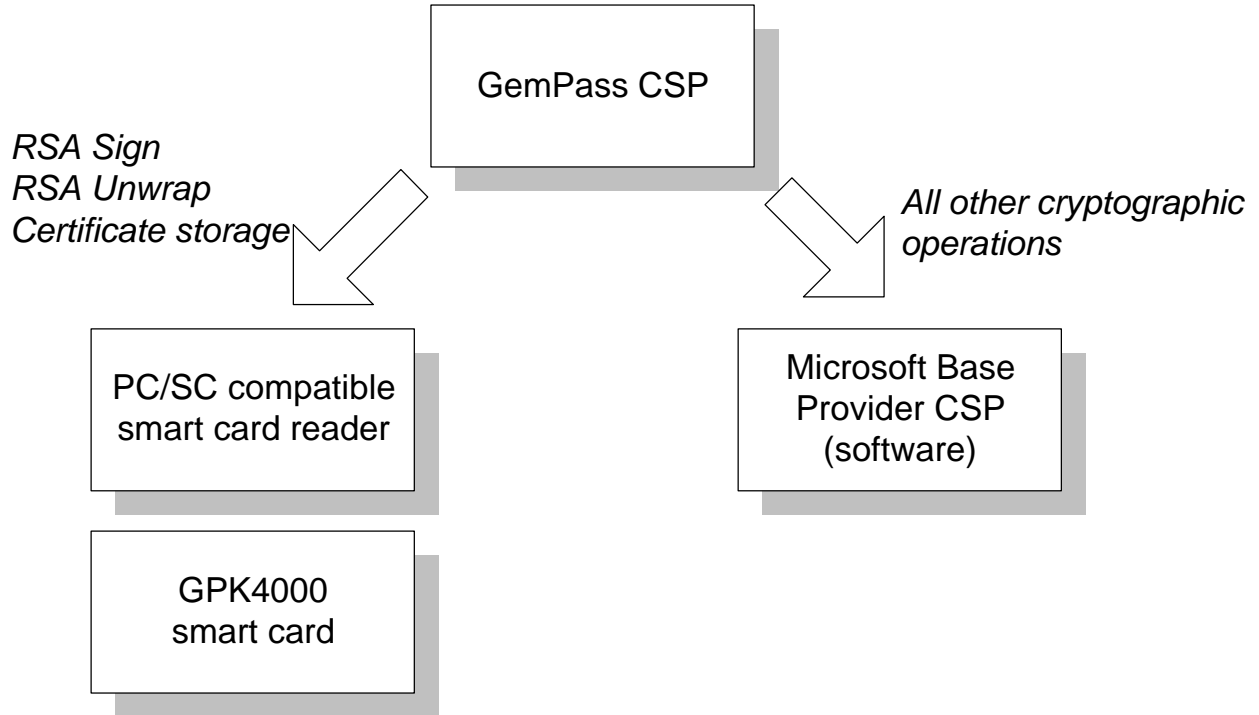 GemPass CSP
RSA Sign
RSA Unwrap
Certificate storage
All other cryptographic
operations
PC/SC compatible
smart card reader
Microsoft Base
Provider CSP
(software)
GPK4000
smart card